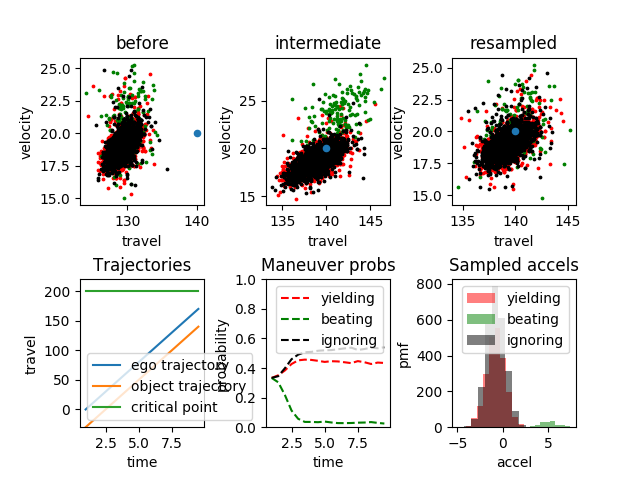 before
intermediate
resampled
velocity
25.0
22.5
20.0
17.5
15.0
130
140
travel
velocity
25
20
15
135
140
145
travel
velocity
25.0
22.5
20.0
17.5
15.0
135
140
145
travel
Trajectories
Maneuver probs
Sampled accels
travel
200
150
100
50
0
ego trajectory
object trajectory
critical point
2.5
5.0
7.5
time
probability
1.0
0.8
0.6
0.4
0.2
0.0
yielding
beating
ignoring
2.5
5.0
7.5
time
pmf
800
600
400
200
0
yielding
beating
ignoring
-5
0
5
accel